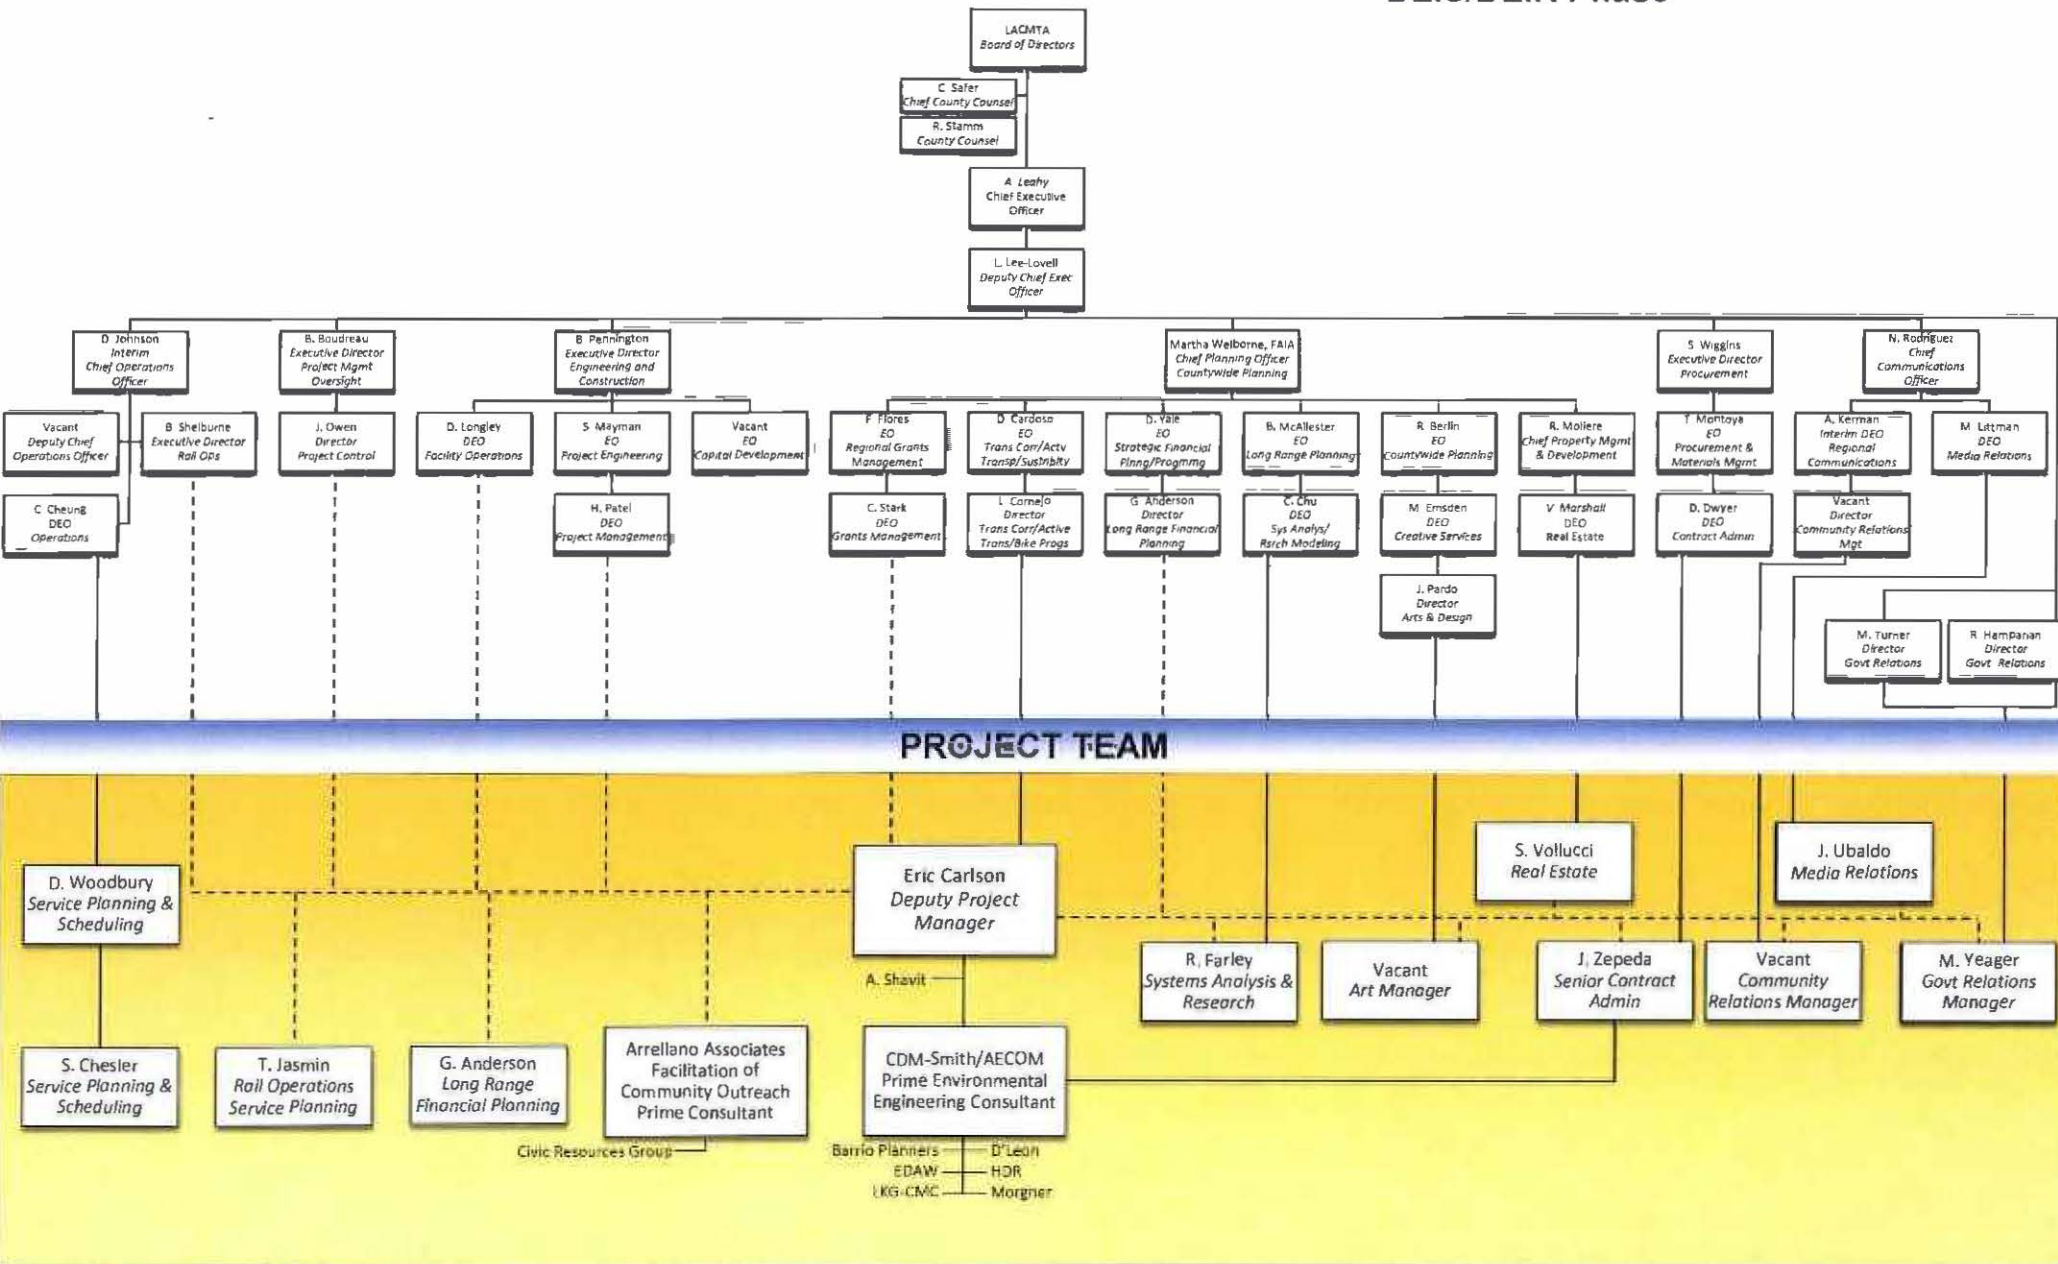 LACMTA
Board of Directors
C Safer
Chief County Counsel
R. Stamm
County Counsel
A Leahy
Chief Executive
Officer
L. Lee-Lovell
Deputy Chief Exec
Officer
D Johnson
Interim
Chief Operations
Officer
B. Boudreau
Executive Director
Project Mgmt
Oversight
B Pennington
Executive Director
Engineering and
Construction
Martha Welborne, FAIA
Chief Planning Officer
Countywide Planning
S Wiggins
Executive Director
Procurement
N. Rodriguez
Chief
Communications
Officer
Vacant
Deputy Chief
Operations Officer
B Shelburne
Executive Director
Rail Ops
J. Owen
Director
Project Control
D. Longley
DEO
Facility Operations
S Mayman
EO
Project Engineering
Vacant
EO
Capital Development
F Flores
EO
Regional Grants
Management
D Cardoso
EO
Trans Corr/Actv
Transp/Sustnblty
D. Yale
EO
Strategic Financial
Plnng/Progmmg
B. McAllester
EO
Long Range Planning
R. Berlin
EO
Countywide Planning
R. Moliere
Chief Property Mgmt
& Development
T Montoya
EO
Procurement &
Materials Mgmt
A. Kerman
Interim DEO
Regional
Communications
M Littman
DEO
Media Relations
C Cheung
DEO
Operations
H. Patel
DEO
Project Management
C. Stark
DEO
Grants Management
L Cornejo
Director
Trans Corr/Active
Trans/Bike Progs
G Anderson
Director
Long Range Financial
Planning
C. Chu
DEO
Sys Analys/
Rsrch Modeling
M Emsden
DEO
Creative Services
V Marshall
DEO
Real Estate
D. Dwyer
DEO
Contract Admin
Vacant
Director
Community Relations
Mgt
J. Pardo
Director
Arts & Design
M. Turner
Director
Govt Relations
R Hamparian
Director
Govt Relations
PROJECT TEAM
D. Woodbury
Service Planning &
Scheduling
Eric Carlson
Deputy Project
Manager
S. Vollucci
Real Estate
J. Ubaldo
Media Relations
A. Shavit
R. Farley
Systems Analysis &
Research
Vacant
Art Manager
J. Zepeda
Senior Contract
Admin
Vacant
Community
Relations Manager
M. Yeager
Govt Relations
Manager
S. Chesler
Service Planning &
Scheduling
T. Jasmin
Rail Operations
Service Planning
G. Anderson
Long Range
Financial Planning
Arrellano Associates
Facilitation of
Community Outreach
Prime Consultant
CDM-Smith/AECOM
Prime Environmental
Engineering Consultant
Civic Resources Group
Barrio Planners D'Leon
EDAW HDR
LKG-CMC Morgner